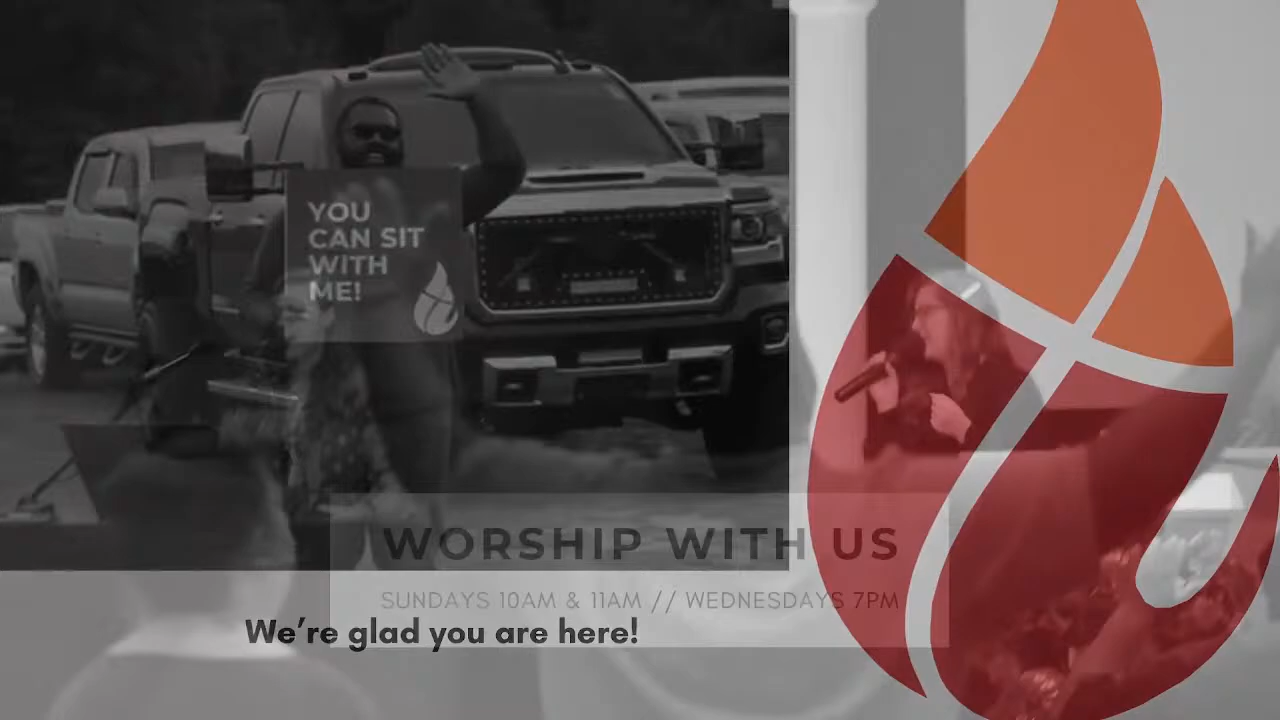 YOU
CAN SIT
WITH
ME!
WORSHIP WITH US
SUNDAYS 10AM & 11AM // WEDNESDAYS 7PM
We're glad you are here!